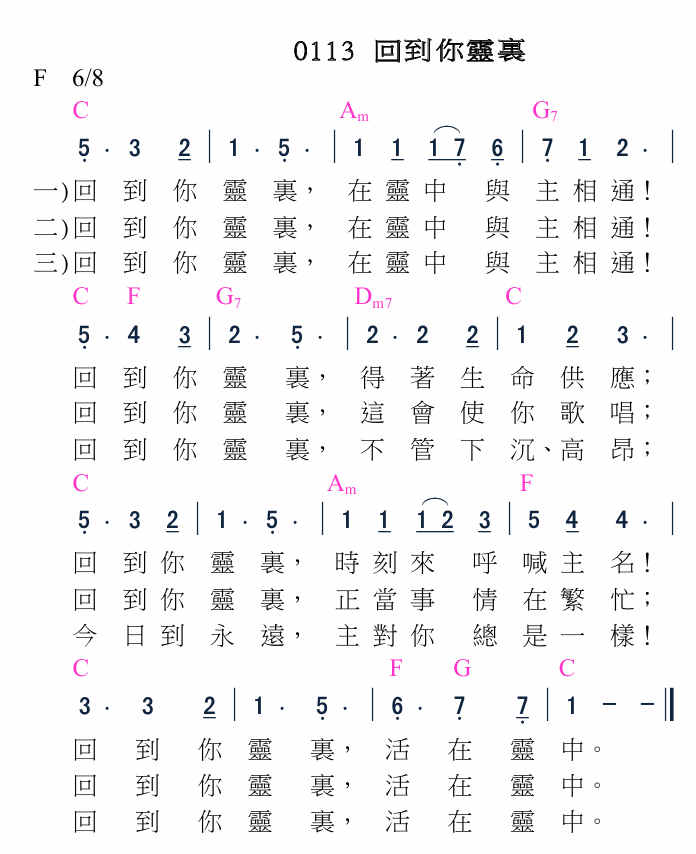 0113 回到你靈裏
F 6/8
C Am G7
5̣ · 3 2 | 1 · 5̣ · | 1 1 1 7̣ 6̣ | 7̣ 1 2 · |
一)回到你靈裏，在靈中與主相通！
二)回到你靈裏，在靈中與主相通！
三)回到你靈裏，在靈中與主相通！
C F G7 Dm7 C
5̣ · 4 3 | 2 · 5̣ · | 2 · 2 2 | 1 2 3 · |
回到你靈裏，得著生命供應；
回到你靈裏，這會使你歌唱；
回到你靈裏，不管下沉、高昂；
C Am F
5̣ · 3 2 | 1 · 5̣ · | 1 1 1 2 3 | 5 4 4 · |
回到你靈裏，時刻來呼喊主名！
回到你靈裏，正當事情在繁忙；
今日到永遠，主對你總是一樣！
C F G C
3 · 3 2 | 1 · 5̣ · | 6̣ · 7̣ 7̣ | 1 – – ‖
回到你靈裏，活在靈中。
回到你靈裏，活在靈中。
回到你靈裏，活在靈中。